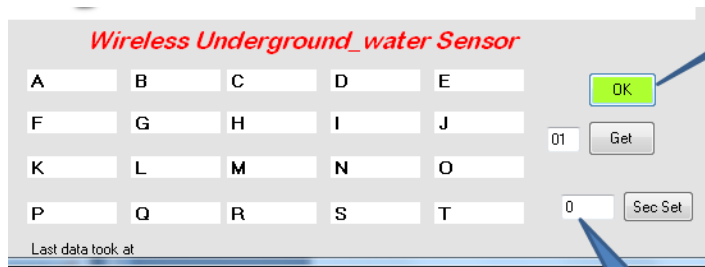 Wireless Underground_water Sensor
A B C D E OK
F G H I J
01 Get
K L M N O
P Q R S T 0 Sec Set
Last data took at